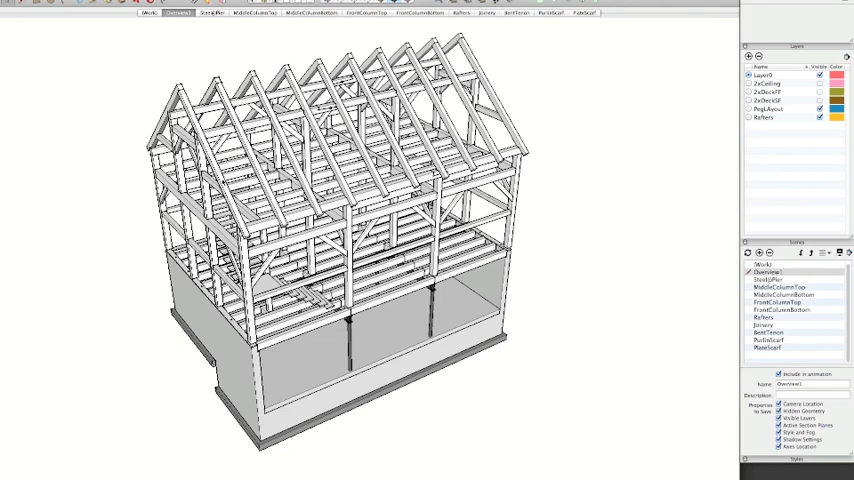 (Work) Overview1 Steel@Pier MiddleColumnTop MiddleColumnBottom FrontColumnTop FrontColumnBottom Rafters Joinery BentTenon PurlinScarf PlateScarf
Layers
Name Visible Color
Layer0
2xCeiling
2xDeckFF
2xDeckSF
PegLayout
Rafters
Scenes
(Work)
Overview1
Steel@Pier
MiddleColumnTop
MiddleColumnBottom
FrontColumnTop
FrontColumnBottom
Rafters
Joinery
BentTenon
PurlinScarf
PlateScarf
Include in animation
Name: Overview1
Description:
Properties to Save:
Camera Location
Hidden Geometry
Visible Layers
Active Section Planes
Style and Fog
Shadow Settings
Axes Location
Styles